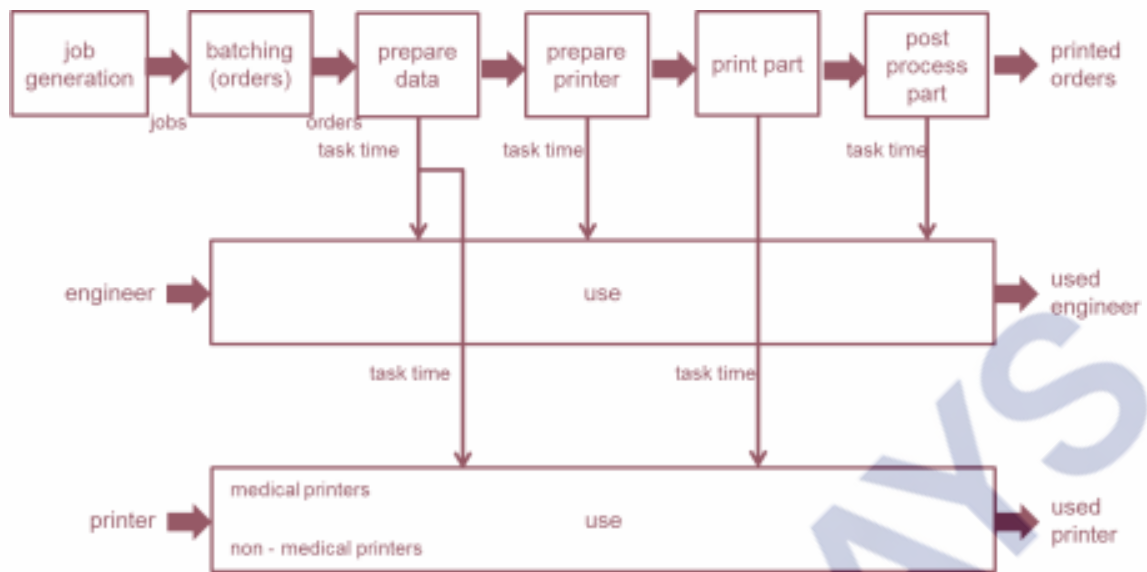 job
generation
batching
(orders)
prepare
data
prepare
printer
print part
post
process
part
printed
orders
jobs
orders
task time
task time
task time
engineer
use
used
engineer
task time
task time
medical printers
printer
use
used
printer
non - medical printers
AYS